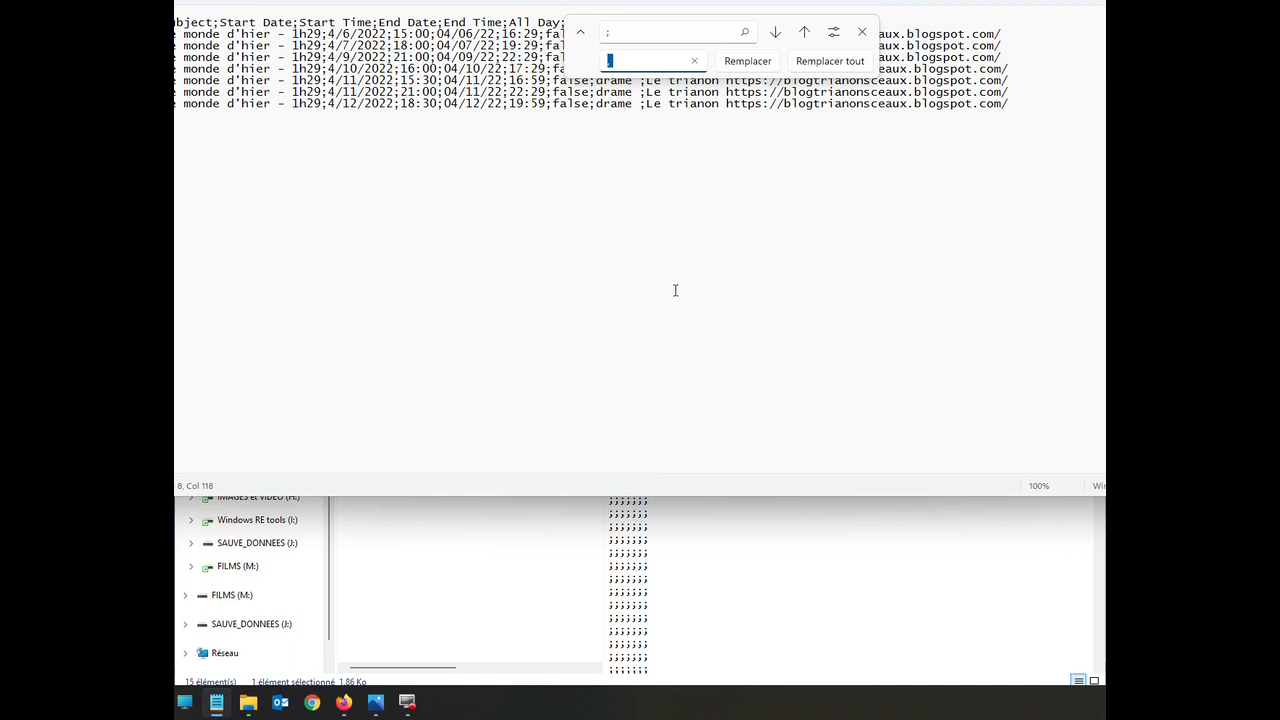 bject;Start Date;Start Time;End Date;End Time;All Day;
e monde d'hier - 1h29;4/6/2022;15:00;04/06/22;16:29;fal
aux.blogspot.com/
e monde d'hier - 1h29;4/7/2022;18:00;04/07/22;19:29;fal
aux.blogspot.com/
e monde d'hier - 1h29;4/9/2022;21:00;04/09/22;22:29;fal
aux.blogspot.com/
e monde d'hier - 1h29;4/10/2022;16:00;04/10/22;17:29;fa
aux.blogspot.com/
e monde d'hier - 1h29;4/11/2022;15:30;04/11/22;16:59;false;drame ;Le trianon https://blogtrianonsceaux.blogspot.com/
e monde d'hier - 1h29;4/11/2022;21:00;04/11/22;22:29;false;drame ;Le trianon https://blogtrianonsceaux.blogspot.com/
e monde d'hier - 1h29;4/12/2022;18:30;04/12/22;19:59;false;drame ;Le trianon https://blogtrianonsceaux.blogspot.com/
;
, Remplacer Remplacer tout
8, Col 118 100% Win
IMAGES et VIDEO (H:)
Windows RE tools (I:)
SAUVE_DONNEES (J:)
FILMS (M:)
FILMS (M:)
SAUVE_DONNEES (J:)
Réseau
;;;;;;;
;;;;;;;
;;;;;;;
;;;;;;;
;;;;;;;
;;;;;;;
;;;;;;;
;;;;;;;
;;;;;;;
;;;;;;;
;;;;;;;
;;;;;;;
;;;;;;;
;;;;;;;
15 élément(s) 1 élément sélectionné 1,86 Ko